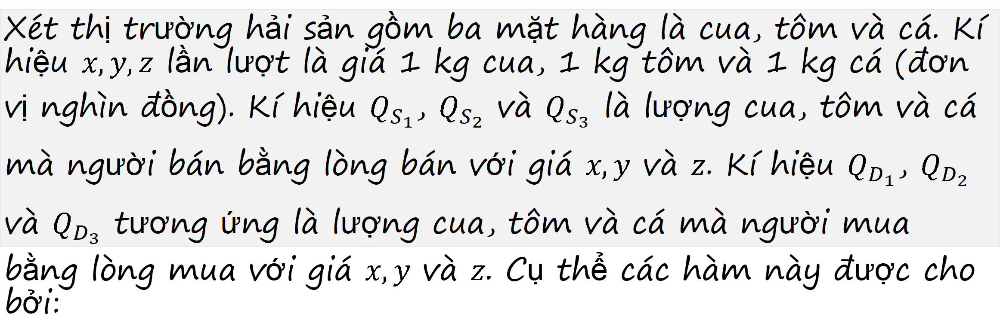 Xét thị trường hải sản gồm ba mặt hàng là cua, tôm và cá. Kí
hiệu x, y, z lần lượt là giá 1 kg cua, 1 kg tôm và 1 kg cá (đơn
vị nghìn đồng). Kí hiệu Q_{S_1}, Q_{S_2} và Q_{S_3} là lượng cua, tôm và cá
mà người bán bằng lòng bán với giá x, y và z. Kí hiệu Q_{D_1}, Q_{D_2}
và Q_{D_3} tương ứng là lượng cua, tôm và cá mà người mua
bằng lòng mua với giá x, y và z. Cụ thể các hàm này được cho
bởi: